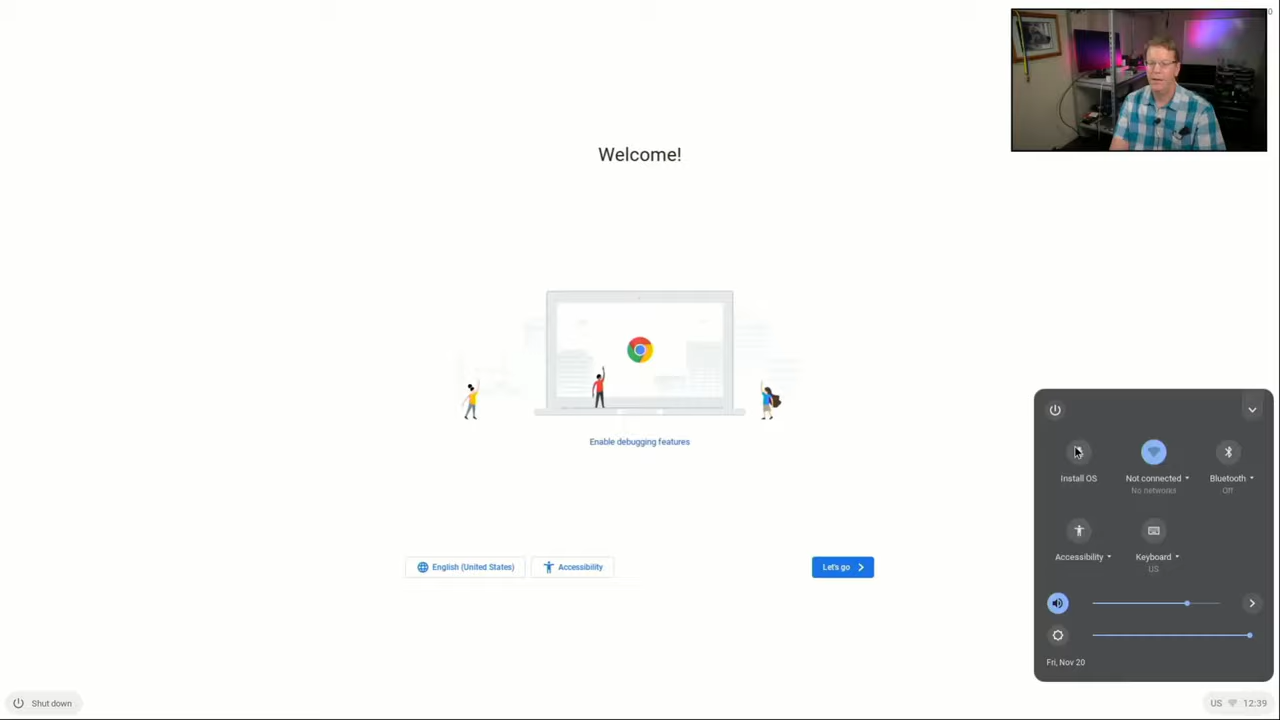 Welcome!
Enable debugging features
English (United States)
Accessibility
Let's go
Install OS
Not connected
No networks
Bluetooth
Off
Accessibility
Keyboard
US
Fri, Nov 20
Shut down
US 12:39